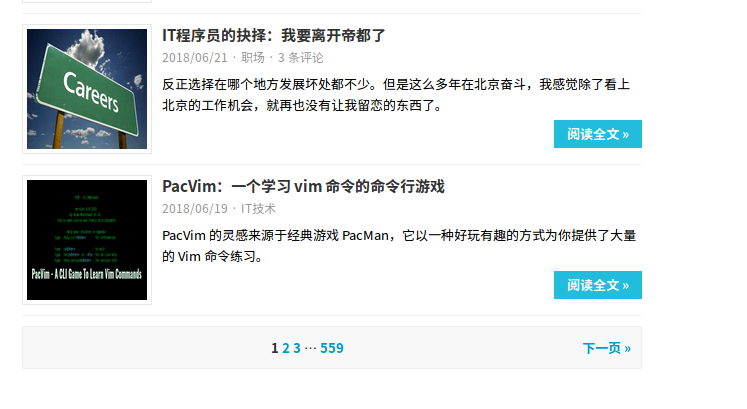 IT程序员的抉择：我要离开帝都了
2018/06/21 · 职场 · 3 条评论
Careers
反正选择在哪个地方发展坏处都不少。但是这么多年在北京奋斗，我感觉除了看上
北京的工作机会，就再也没有让我留恋的东西了。
阅读全文 »
PacVim：一个学习 vim 命令的命令行游戏
2018/06/19 · IT技术
PacVim 的灵感来源于经典游戏 PacMan，它以一种好玩有趣的方式为你提供了大量
的 Vim 命令练习。
PacVim - A CLI Game To Learn Vim Commands
阅读全文 »
1 2 3 … 559 下一页 »